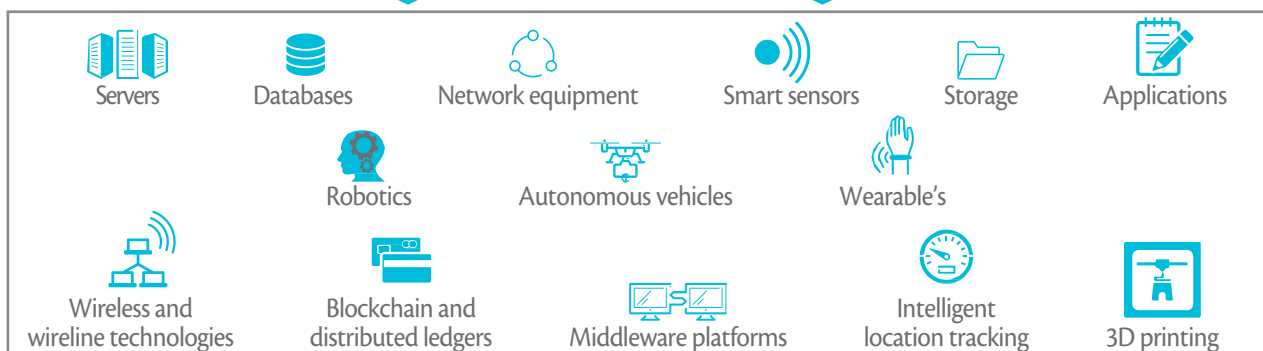 Servers
Databases
Network equipment
Smart sensors
Storage
Applications
Robotics
Autonomous vehicles
Wearable's
Wireless and
wireline technologies
Blockchain and
distributed ledgers
Middleware platforms
Intelligent
location tracking
3D printing